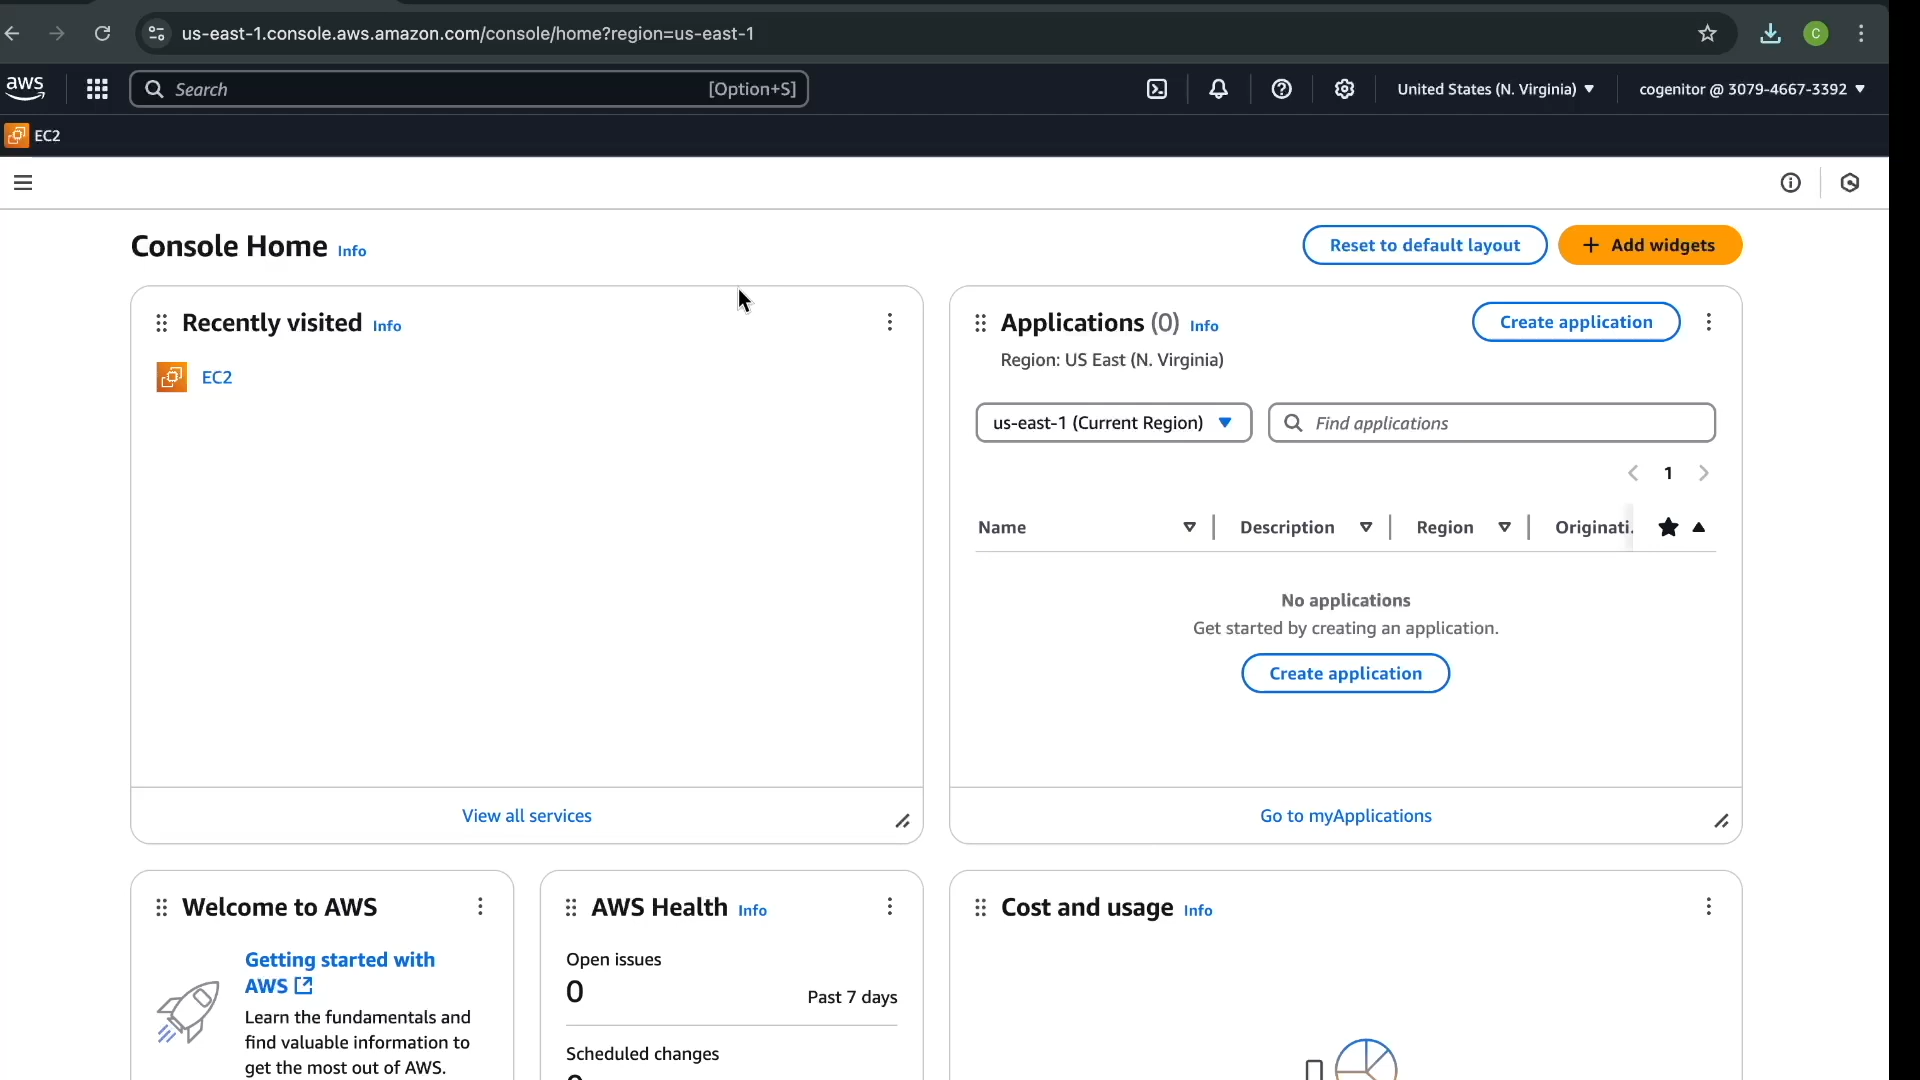 us-east-1.console.aws.amazon.com/console/home?region=us-east-1
C
aws
Search
[Option+S]
United States (N. Virginia)
cogenitor @ 3079-4667-3392
EC2
Console Home Info
Reset to default layout
+ Add widgets
Recently visited Info
EC2
View all services
Applications (0) Info
Create application
Region: US East (N. Virginia)
us-east-1 (Current Region)
Find applications
1
Name
Description
Region
Originati.
No applications
Get started by creating an application.
Create application
Go to myApplications
Welcome to AWS
Getting started with
AWS
Learn the fundamentals and
find valuable information to
get the most out of AWS.
AWS Health Info
Open issues
0
Past 7 days
Scheduled changes
Cost and usage Info